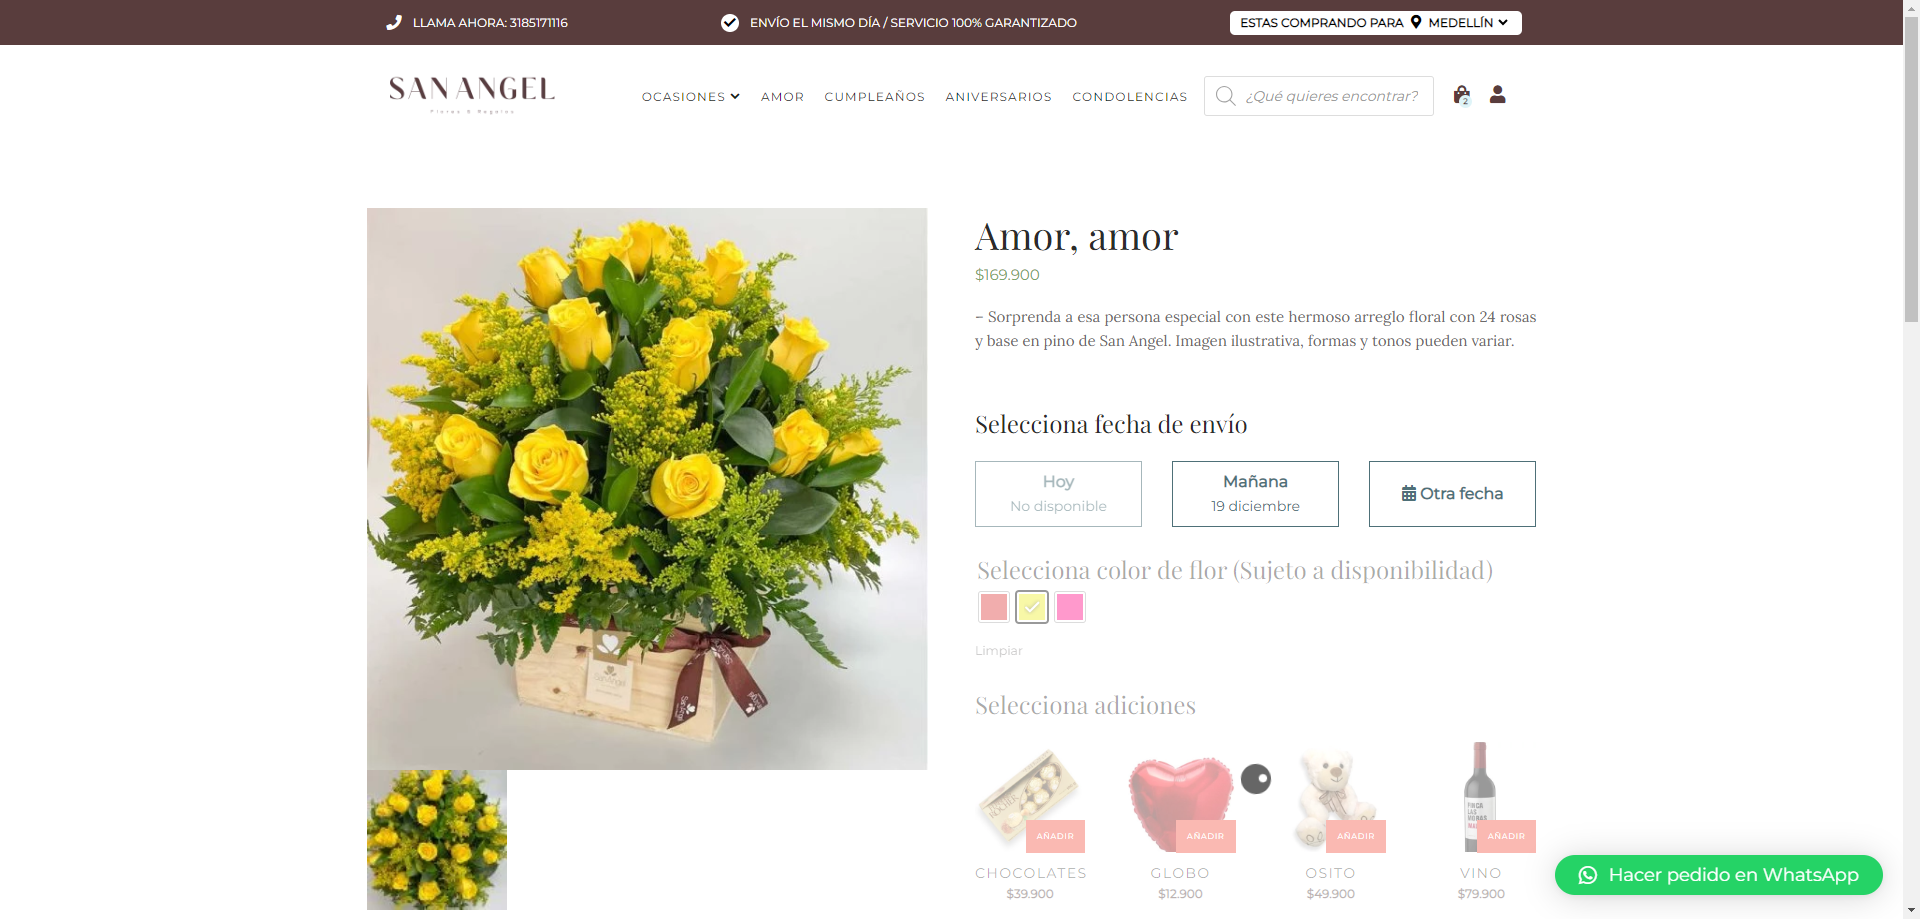 LLAMA AHORA: 3185171116
ENVÍO EL MISMO DÍA / SERVICIO 100% GARANTIZADO
ESTAS COMPRANDO PARA MEDELLÍN
SAN ANGEL
Flores & Regalos
OCASIONES AMOR CUMPLEAÑOS ANIVERSARIOS CONDOLENCIAS
¿Qué quieres encontrar?
2
Amor, amor
$169.900
– Sorprenda a esa persona especial con este hermoso arreglo floral con 24 rosas
y base en pino de San Angel. Imagen ilustrativa, formas y tonos pueden variar.
Selecciona fecha de envío
Hoy
No disponible
Mañana
19 diciembre
Otra fecha
Selecciona color de flor (Sujeto a disponibilidad)
Limpiar
Selecciona adiciones
AÑADIR
AÑADIR
AÑADIR
AÑADIR
CHOCOLATES
$39.900
GLOBO
$12.900
OSITO
$49.900
VINO
$79.900
Hacer pedido en WhatsApp